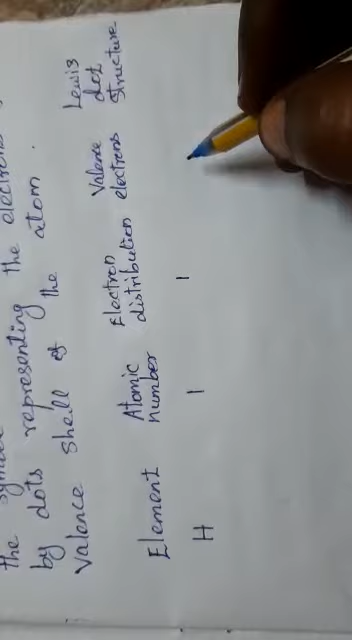 the symbol
by dots representing the electrons
Valence shell of the atom.
Element Atomic number Electron distribution Valence electrons Lewis dot structure
H 1 1